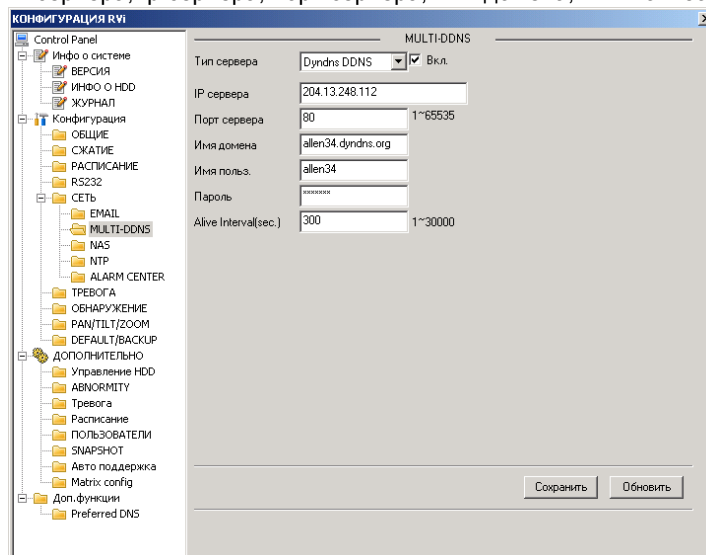 КОНФИГУРАЦИЯ RVi
Control Panel
Инфо о системе
ВЕРСИЯ
ИНФО О HDD
ЖУРНАЛ
Конфигурация
ОБЩИЕ
СЖАТИЕ
РАСПИСАНИЕ
RS232
СЕТЬ
EMAIL
MULTI-DDNS
NAS
NTP
ALARM CENTER
ТРЕВОГА
ОБНАРУЖЕНИЕ
PAN/TILT/ZOOM
DEFAULT/BACKUP
ДОПОЛНИТЕЛЬНО
Управление HDD
ABNORMITY
Тревога
Расписание
ПОЛЬЗОВАТЕЛИ
SNAPSHOT
Авто поддержка
Matrix config
Доп.функции
Preferred DNS
MULTI-DDNS
Тип сервера Dyndns DDNS Вкл.
IP сервера 204.13.248.112
Порт сервера 80 1~65535
Имя домена allen34.dyndns.org
Имя польз. allen34
Пароль *******
Alive Interval(sec.) 300 1~30000
Сохранить Обновить